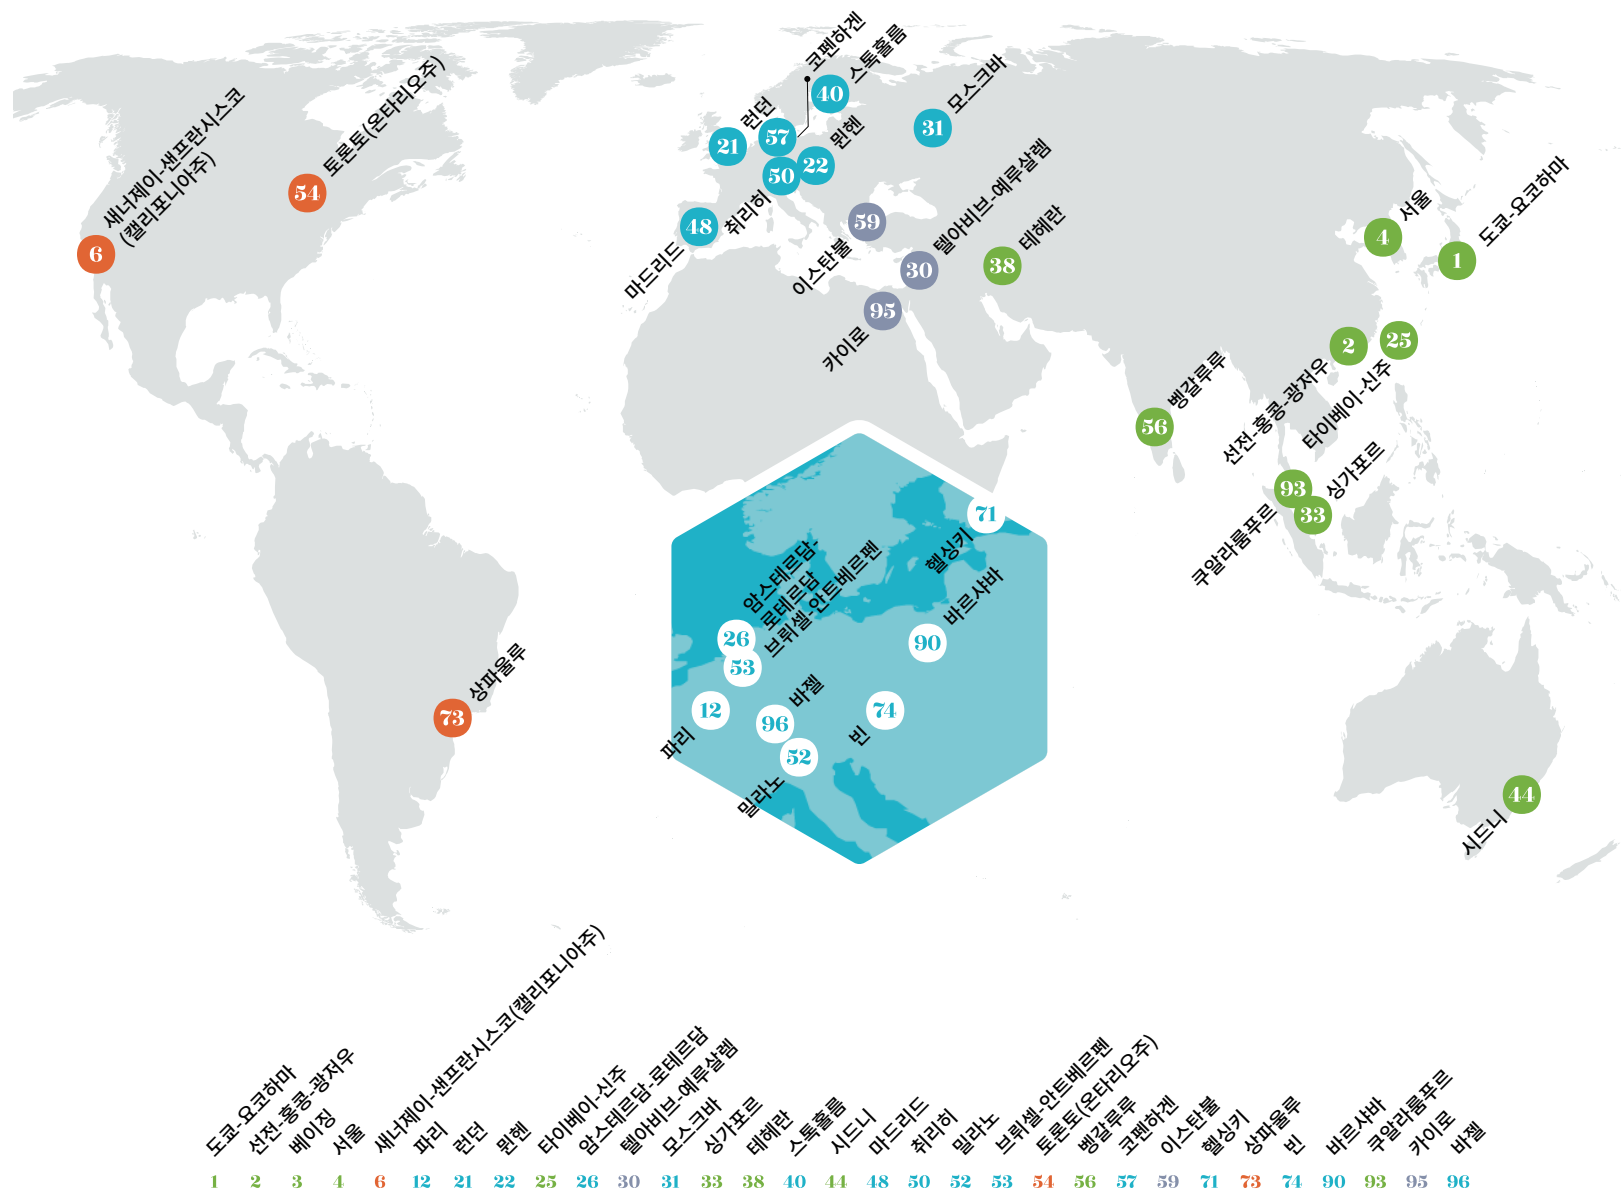 코펜하겐
스톡홀름
40
모스크바
31
런던
57
21
뮌헨
22
50
취리히
48
마드리드
새너제이-샌프란시스코
(캘리포니아주)
6
토론토(온타리오주)
54
이스탄불
59
텔아비브-예루살렘
30
테헤란
38
95
카이로
서울
4
도쿄-요코하마
1
2
선전-홍콩-광저우
25
타이베이-신주
벵갈루루
56
93
쿠알라룸푸르
싱가포르
33
71
헬싱키
암스테르담-
로테르담
26
브뤼셀-안트베르펜
53
바르샤바
90
12
파리
바젤
96
74
빈
52
밀라노
상파울루
73
44
시드니
도쿄-요코하마
선전-홍콩-광저우
베이징
서울
새너제이-샌프란시스코(캘리포니아주)
파리
런던
뮌헨
타이베이-신주
암스테르담-로테르담
텔아비브-예루살렘
모스크바
싱가포르
테헤란
스톡홀름
시드니
마드리드
취리히
밀라노
브뤼셀-안트베르펜
토론토(온타리오주)
벵갈루루
코펜하겐
이스탄불
헬싱키
상파울루
빈
바르샤바
쿠알라룸푸르
카이로
바젤
1 2 3 4 6 12 21 22 25 26 30 31 33 38 40 44 48 50 52 53 54 56 57 59 71 73 74 90 93 95 96